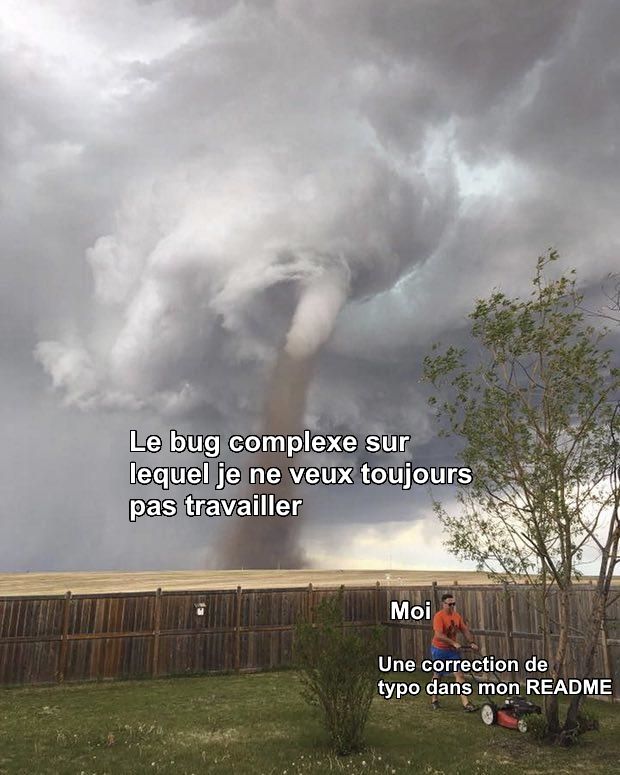 Le bug complexe sur
lequel je ne veux toujours
pas travailler
Moi
Une correction de
typo dans mon README